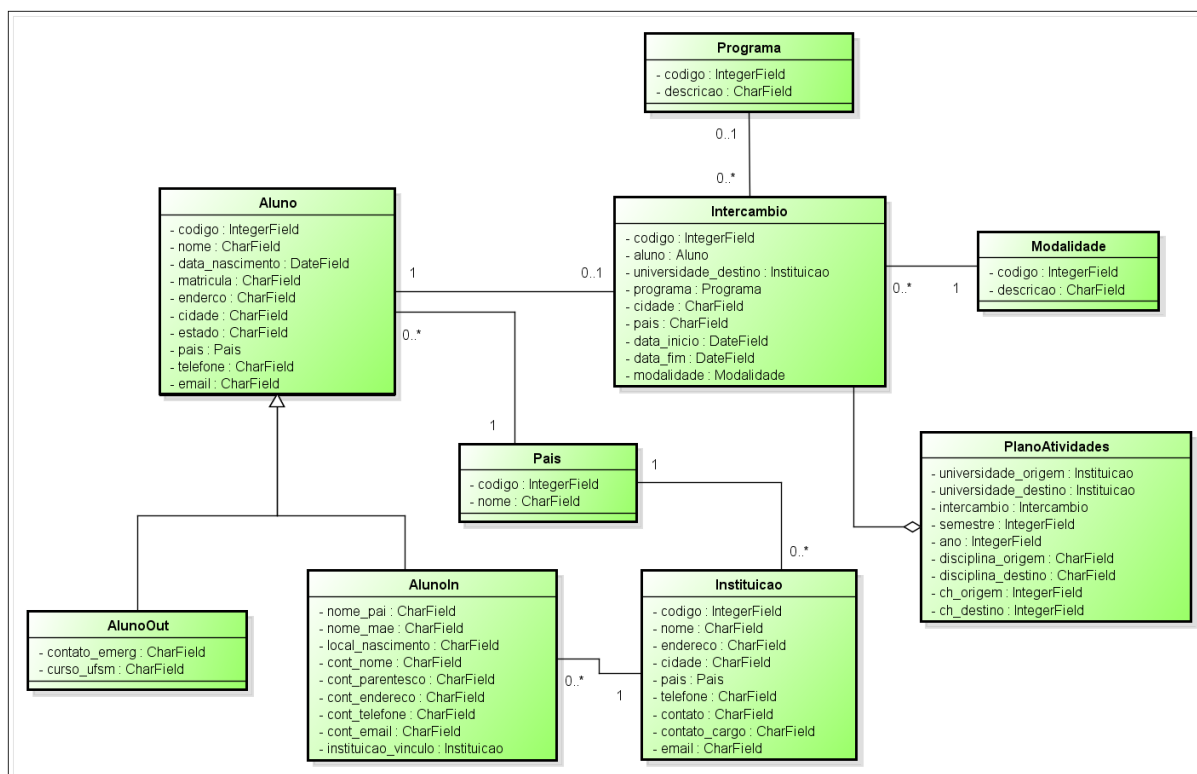 Programa
- codigo : IntegerField
- descricao : CharField
0..1
0..*
Aluno
- codigo : IntegerField
- nome : CharField
- data_nascimento : DateField
- matricula : CharField
- enderco : CharField
- cidade : CharField
- estado : CharField
- pais : Pais
- telefone : CharField
- email : CharField
1
0..1
0..*
1
Intercambio
- codigo : IntegerField
- aluno : Aluno
- universidade_destino : Instituicao
- programa : Programa
- cidade : CharField
- pais : CharField
- data_inicio : DateField
- data_fim : DateField
- modalidade : Modalidade
0..*
1
Modalidade
- codigo : IntegerField
- descricao : CharField
Pais
- codigo : IntegerField
- nome : CharField
1
0..*
PlanoAtividades
- universidade_origem : Instituicao
- universidade_destino : Instituicao
- intercambio : Intercambio
- semestre : IntegerField
- ano : IntegerField
- disciplina_origem : CharField
- disciplina_destino : CharField
- ch_origem : IntegerField
- ch_destino : IntegerField
AlunoOut
- contato_emerg : CharField
- curso_ufsm : CharField
AlunoIn
- nome_pai : CharField
- nome_mae : CharField
- local_nascimento : CharField
- cont_nome : CharField
- cont_parentesco : CharField
- cont_endereco : CharField
- cont_telefone : CharField
- cont_email : CharField
- instituicao_vinculo : Instituicao
0..*
1
Instituicao
- codigo : IntegerField
- nome : CharField
- endereco : CharField
- cidade : CharField
- pais : Pais
- telefone : CharField
- contato : CharField
- contato_cargo : CharField
- email : CharField